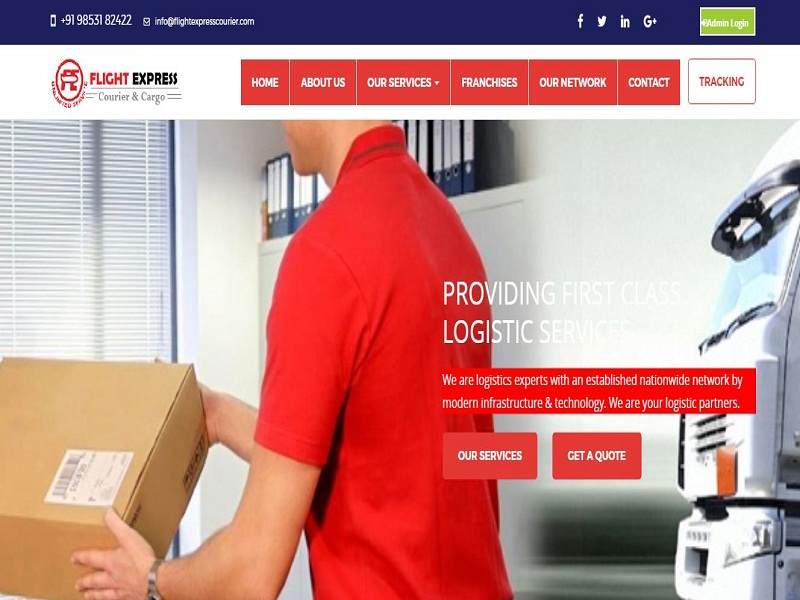 +91 98531 82422
info@flightexpresscourier.com
Admin Login
FLIGHT EXPRESS
Courier & Cargo
HOME
ABOUT US
OUR SERVICES
FRANCHISES
OUR NETWORK
CONTACT
TRACKING
PROVIDING FIRST CLASS
LOGISTIC SERVICES
We are logistics experts with an established nationwide network by
modern infrastructure & technology. We are your logistic partners.
OUR SERVICES
GET A QUOTE